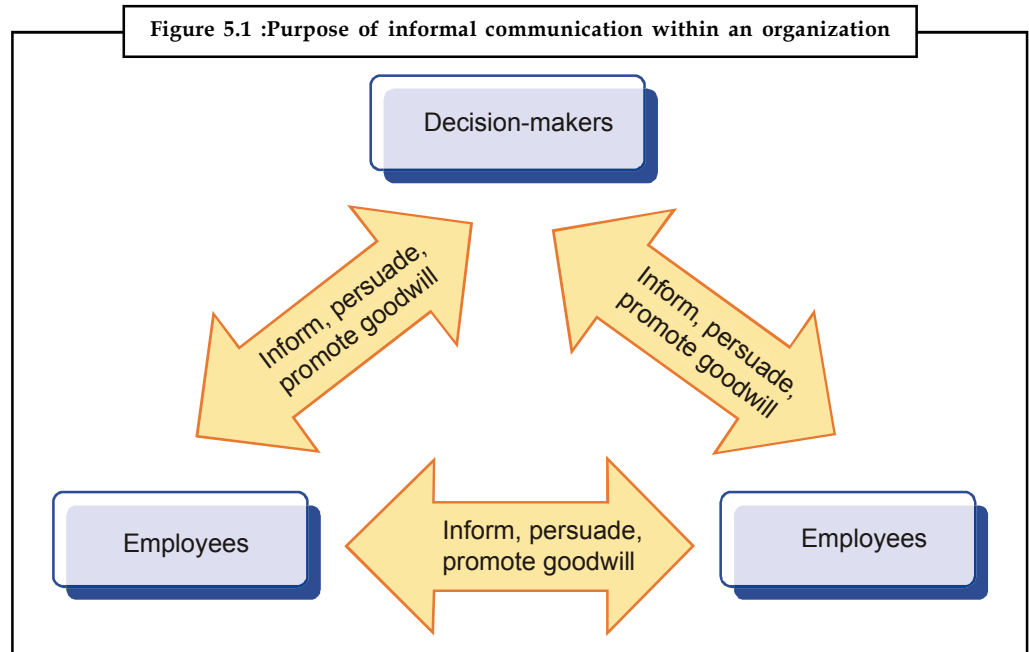 Figure 5.1 :Purpose of informal communication within an organization
Decision-makers
Inform, persuade,
promote goodwill
Inform, persuade,
promote goodwill
Employees
Inform, persuade,
promote goodwill
Employees